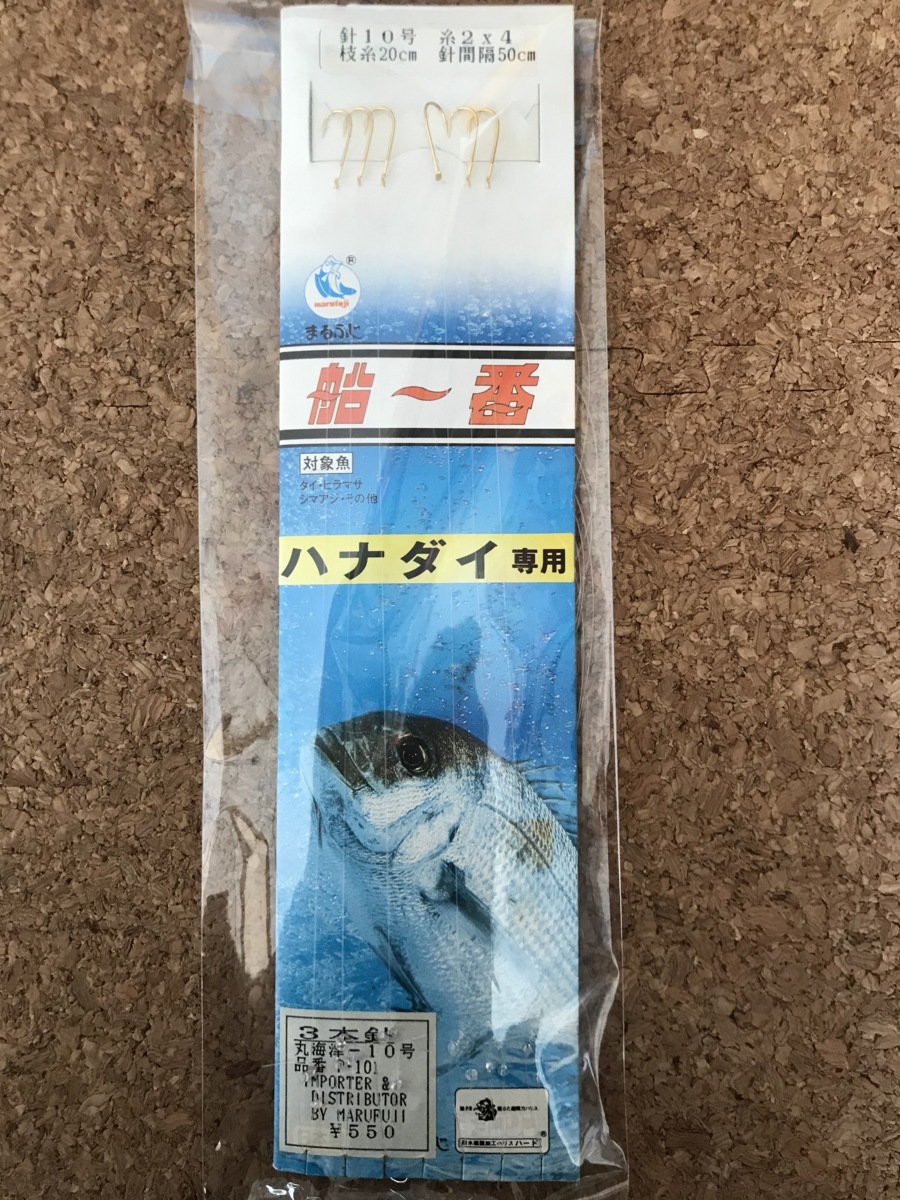 針10号 糸2x4
枝糸20cm 針間隔50cm
®
marufuji
まるふじ
船一番
対象魚
タイ・ヒラマサ
シマアジ・その他
ハナダイ専用
3本針
丸海津-10号
品番 P-101
IMPORTER &
DISTRIBUTOR
BY MARUFUJI
¥550
®